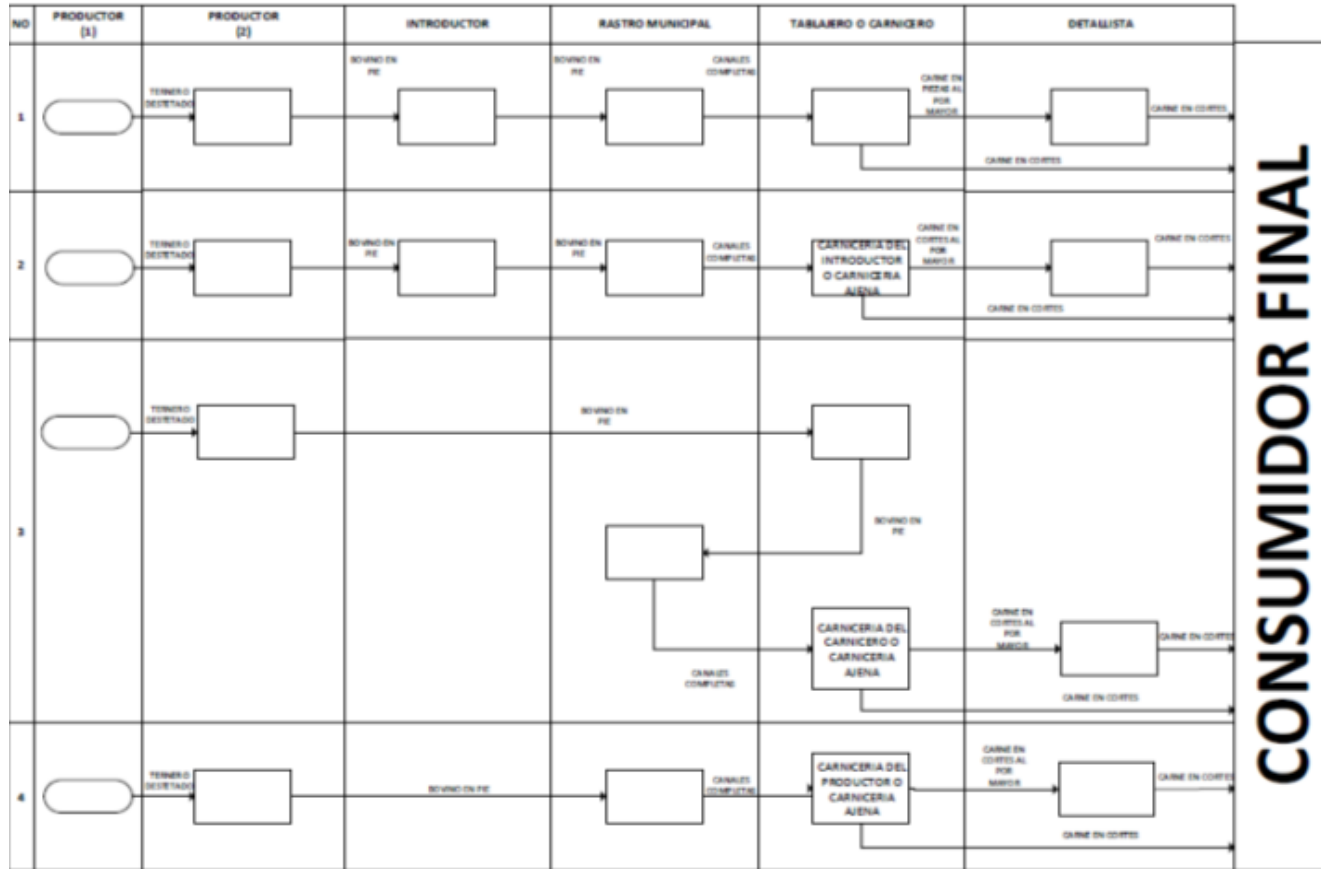 NO
PRODUCTOR
(1)
PRODUCTOR
(2)
INTRODUCTOR
RASTRO MUNICIPAL
TABLAJERO O CARNICERO
DETALLISTA
1
TERNERO
DESTETADO
BOVINO EN
PIE
BOVINO EN
PIE
CANALES
COMPLETAS
CARNE EN
PIEZAS AL
POR
MAYOR
CARNE EN CORTES
CARNE EN CORTES
2
TERNERO
DESTETADO
BOVINO EN
PIE
BOVINO EN
PIE
CANALES
COMPLETAS
CARNICERIA DEL
INTRODUCTOR
O CARNICERIA
AJENA
CARNE EN
CORTES AL
POR
MAYOR
CARNE EN CORTES
CARNE EN CORTES
3
TERNERO
DESTETADO
BOVINO EN
PIE
BOVINO EN
PIE
CANALES
COMPLETAS
CARNICERIA DEL
CARNICERO O
CARNICERIA
AJENA
CARNE EN
CORTES AL
POR
MAYOR
CARNE EN CORTES
CARNE EN CORTES
4
TERNERO
DESTETADO
BOVINO EN PIE
CANALES
COMPLETAS
CARNICERIA DEL
PRODUCTOR O
CARNICERIA
AJENA
CARNE EN
CORTES AL
POR
MAYOR
CARNE EN CORTES
CARNE EN CORTES
CONSUMIDOR FINAL